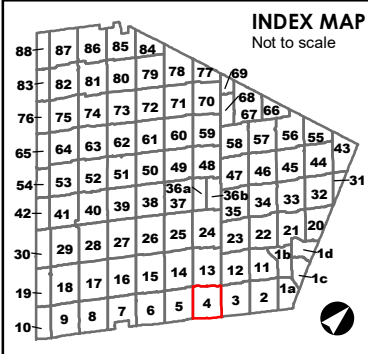 INDEX MAP
Not to scale
88 87 86 85 84
83 82 81 80 79 78 77 69
76 75 74 73 72 71 70 68 67 66
65 64 63 62 61 60 59 58 57 56 55 43
54 53 52 51 50 49 48 47 46 45 44 31
42 41 40 39 38 37 36a 36b 35 34 33 32
30 29 28 27 26 25 24 23 22 21 20
19 18 17 16 15 14 13 12 11 1b 1d
10 9 8 7 6 5 4 3 2 1a 1c